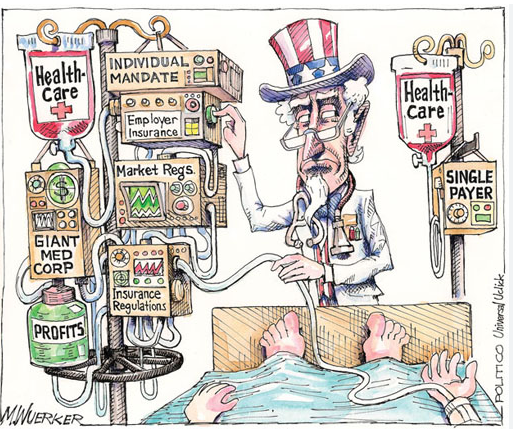 Health-
Care
INDIVIDUAL
MANDATE
Employer
Insurance
Market Regs.
$
GIANT
MED
CORP
Insurance
Regulations
PROFITS
Health-
Care
SINGLE
PAYER
M.WUERKER
POLITICO Universal Uclick